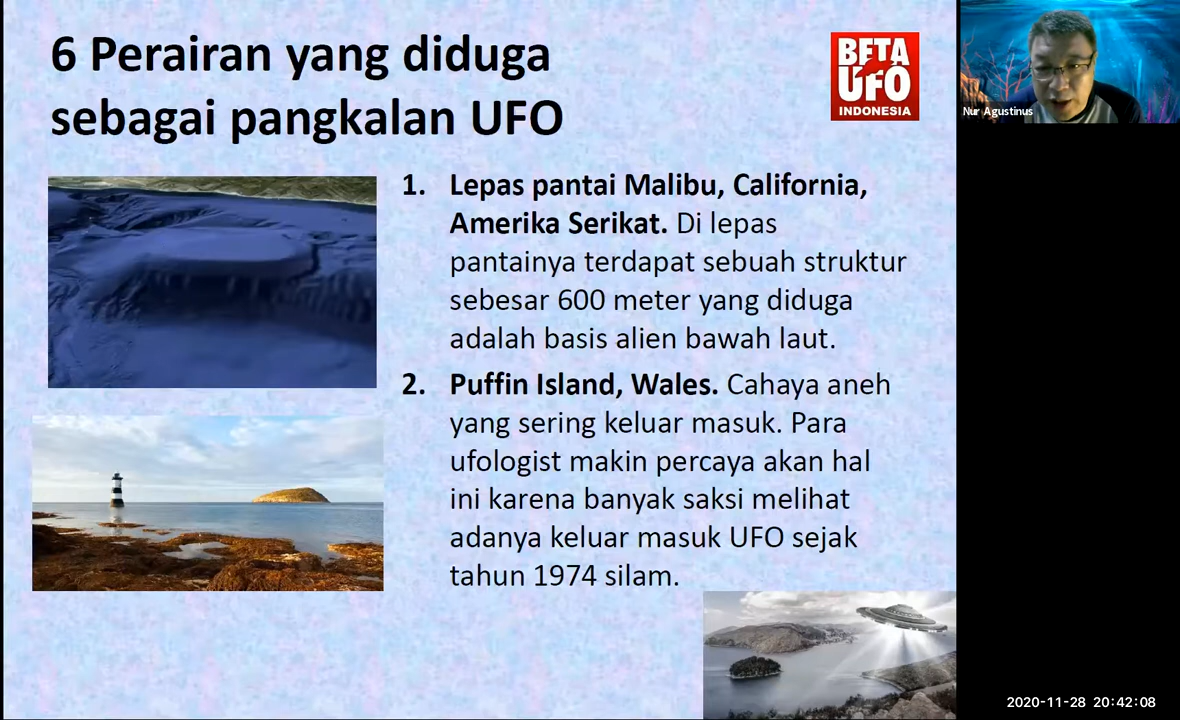 6 Perairan yang diduga
sebagai pangkalan UFO
BETA
UFO
INDONESIA
Nur Agustinus
1. Lepas pantai Malibu, California,
Amerika Serikat. Di lepas
pantainya terdapat sebuah struktur
sebesar 600 meter yang diduga
adalah basis alien bawah laut.
2. Puffin Island, Wales. Cahaya aneh
yang sering keluar masuk. Para
ufologist makin percaya akan hal
ini karena banyak saksi melihat
adanya keluar masuk UFO sejak
tahun 1974 silam.
2020-11-28 20:42:08